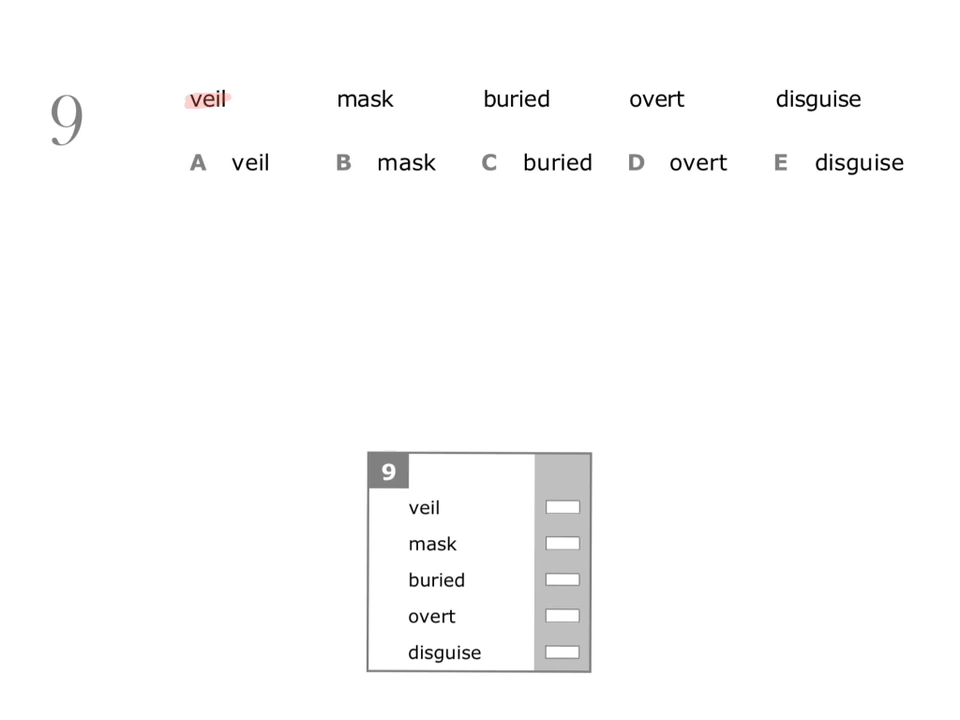 9 veil mask buried overt disguise
A veil B mask C buried D overt E disguise
9
veil
mask
buried
overt
disguise